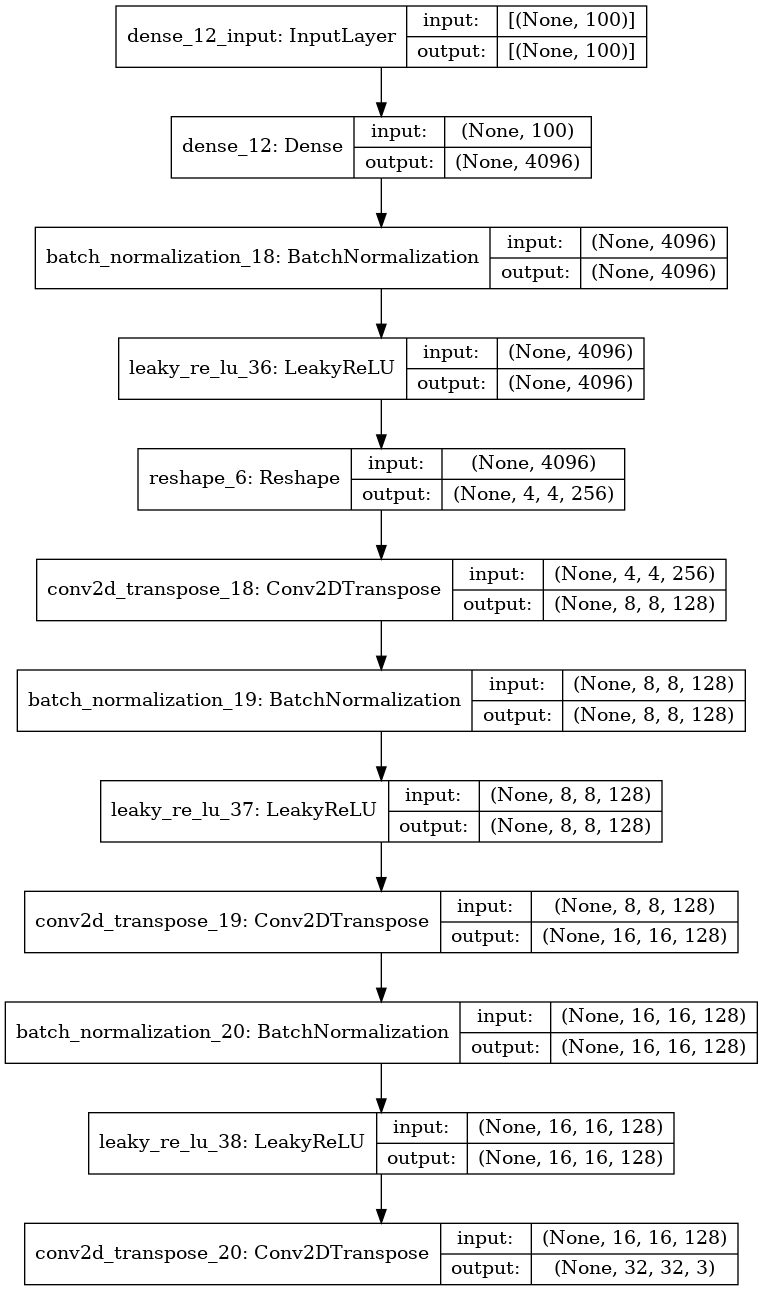 dense_12_input: InputLayer
input:
[(None, 100)]
output:
[(None, 100)]
dense_12: Dense
input:
(None, 100)
output:
(None, 4096)
batch_normalization_18: BatchNormalization
input:
(None, 4096)
output:
(None, 4096)
leaky_re_lu_36: LeakyReLU
input:
(None, 4096)
output:
(None, 4096)
reshape_6: Reshape
input:
(None, 4096)
output:
(None, 4, 4, 256)
conv2d_transpose_18: Conv2DTranspose
input:
(None, 4, 4, 256)
output:
(None, 8, 8, 128)
batch_normalization_19: BatchNormalization
input:
(None, 8, 8, 128)
output:
(None, 8, 8, 128)
leaky_re_lu_37: LeakyReLU
input:
(None, 8, 8, 128)
output:
(None, 8, 8, 128)
conv2d_transpose_19: Conv2DTranspose
input:
(None, 8, 8, 128)
output:
(None, 16, 16, 128)
batch_normalization_20: BatchNormalization
input:
(None, 16, 16, 128)
output:
(None, 16, 16, 128)
leaky_re_lu_38: LeakyReLU
input:
(None, 16, 16, 128)
output:
(None, 16, 16, 128)
conv2d_transpose_20: Conv2DTranspose
input:
(None, 16, 16, 128)
output:
(None, 32, 32, 3)